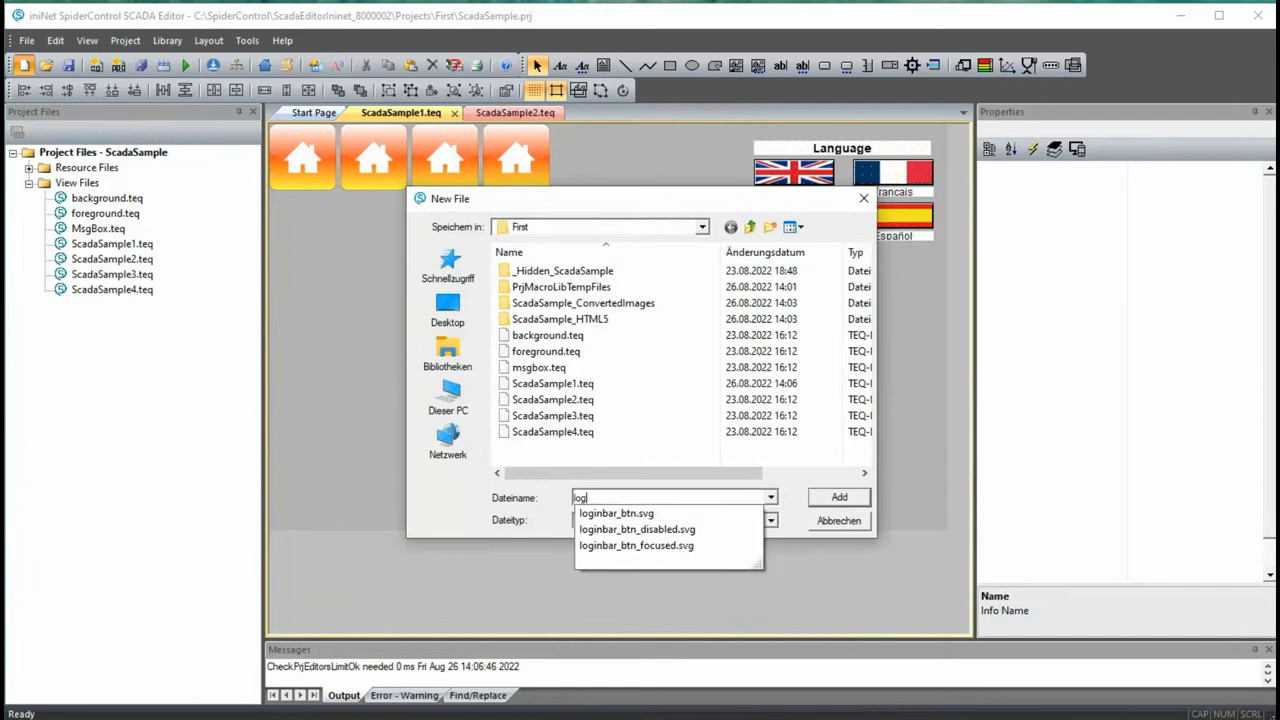 iniNet SpiderControl SCADA Editor - C:\SpiderControl\ScadaEditorIninet_8000002\Projects\First\ScadaSample.prj
File Edit View Project Library Layout Tools Help
Project Files
Start Page ScadaSample1.teq ScadaSample2.teq
Properties
Project Files - ScadaSample
Resource Files
View Files
background.teq
foreground.teq
MsgBox.teq
ScadaSample1.teq
ScadaSample2.teq
ScadaSample3.teq
ScadaSample4.teq
Language
rancais
Español
New File
Speichern in: First
Schnellzugriff
Desktop
Bibliotheken
Dieser PC
Netzwerk
Name Änderungsdatum Typ
_Hidden_ScadaSample 23.08.2022 18:48 Datei
PrjMacroLibTempFiles 26.08.2022 14:01 Datei
ScadaSample_ConvertedImages 26.08.2022 14:03 Datei
ScadaSample_HTML5 26.08.2022 14:03 Datei
background.teq 23.08.2022 16:12 TEQ-I
foreground.teq 23.08.2022 16:12 TEQ-I
msgbox.teq 23.08.2022 16:12 TEQ-I
ScadaSample1.teq 26.08.2022 14:06 TEQ-I
ScadaSample2.teq 23.08.2022 16:12 TEQ-I
ScadaSample3.teq 23.08.2022 16:12 TEQ-I
ScadaSample4.teq 23.08.2022 16:12 TEQ-I
Dateiname: log Add
Dateityp: Abbrechen
loginbar_btn.svg
loginbar_btn_disabled.svg
loginbar_btn_focused.svg
Name
Info Name
Messages
CheckPrjEditorsLimitOk needed 0 ms Fri Aug 26 14:06:46 2022
Output Error - Warning Find/Replace
Ready CAP NUM SCRL